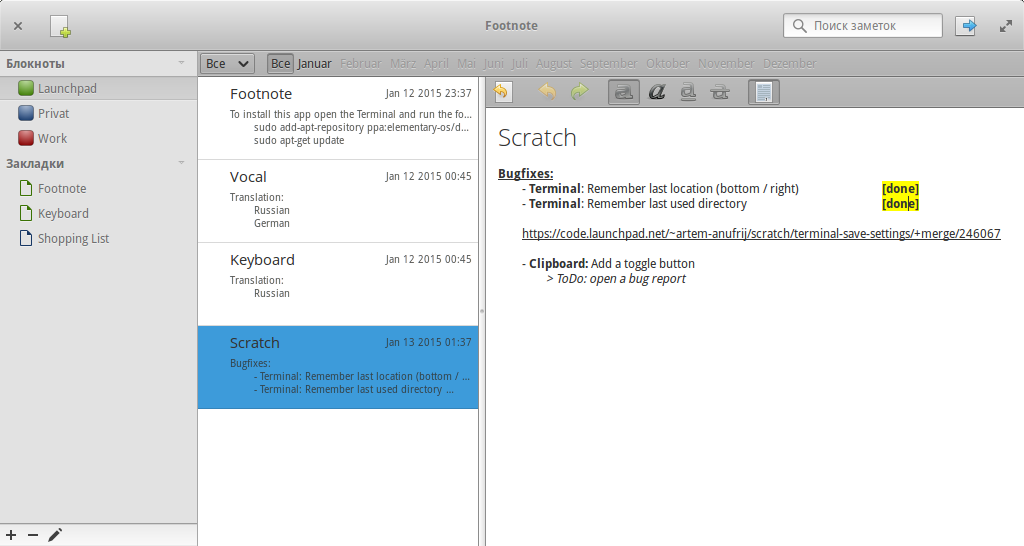 Footnote
Поиск заметок
Блокноты
Launchpad
Privat
Work
Закладки
Footnote
Keyboard
Shopping List
Все
Все Januar Februar März April Mai Juni Juli August September Oktober November Dezember
Footnote Jan 12 2015 23:37
To install this app open the Terminal and run the fo...
sudo add-apt-repository ppa:elementary-os/d...
sudo apt-get update
Vocal Jan 12 2015 00:45
Translation:
Russian
German
Keyboard Jan 12 2015 00:45
Translation:
Russian
Scratch Jan 13 2015 01:37
Bugfixes:
- Terminal: Remember last location (bottom / ...
- Terminal: Remember last used directory ...
a a a a
Scratch
Bugfixes:
- Terminal: Remember last location (bottom / right) [done]
- Terminal: Remember last used directory [done]
https://code.launchpad.net/~artem-anufrij/scratch/terminal-save-settings/+merge/246067
- Clipboard: Add a toggle button
> ToDo: open a bug report